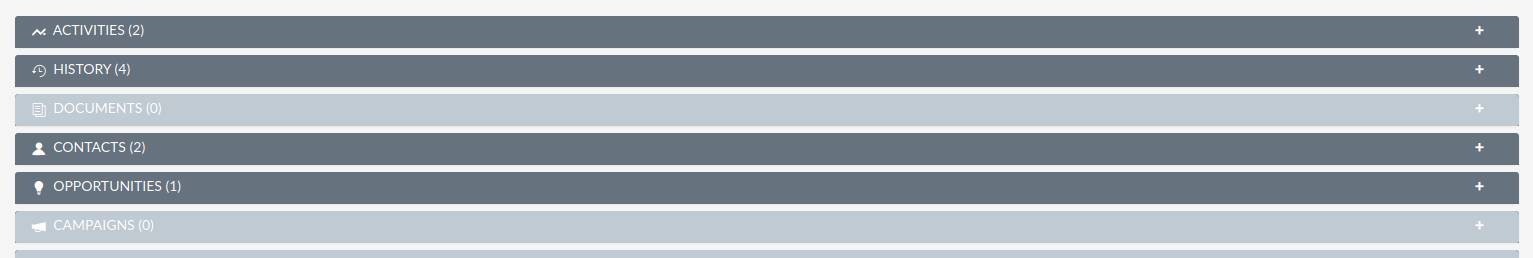 ACTIVITIES (2) +
HISTORY (4) +
DOCUMENTS (0) +
CONTACTS (2) +
OPPORTUNITIES (1) +
CAMPAIGNS (0) +